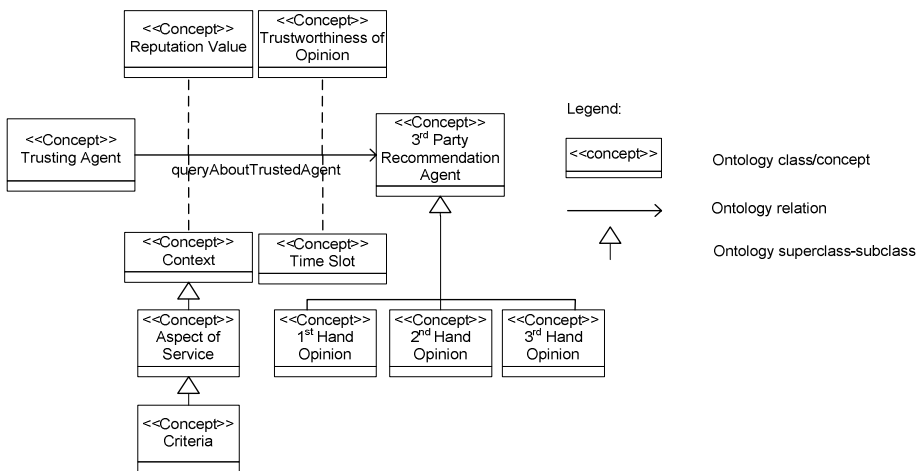 <<Concept>>
Reputation Value
<<Concept>>
Trustworthiness of
Opinion
<<Concept>>
Trusting Agent
queryAboutTrustedAgent
<<Concept>>
3rd Party
Recommendation
Agent
<<Concept>>
Context
<<Concept>>
Time Slot
<<Concept>>
Aspect of
Service
<<Concept>>
1st Hand
Opinion
<<Concept>>
2nd Hand
Opinion
<<Concept>>
3rd Hand
Opinion
<<Concept>>
Criteria
Legend:
<<concept>>
Ontology class/concept
Ontology relation
Ontology superclass-subclass